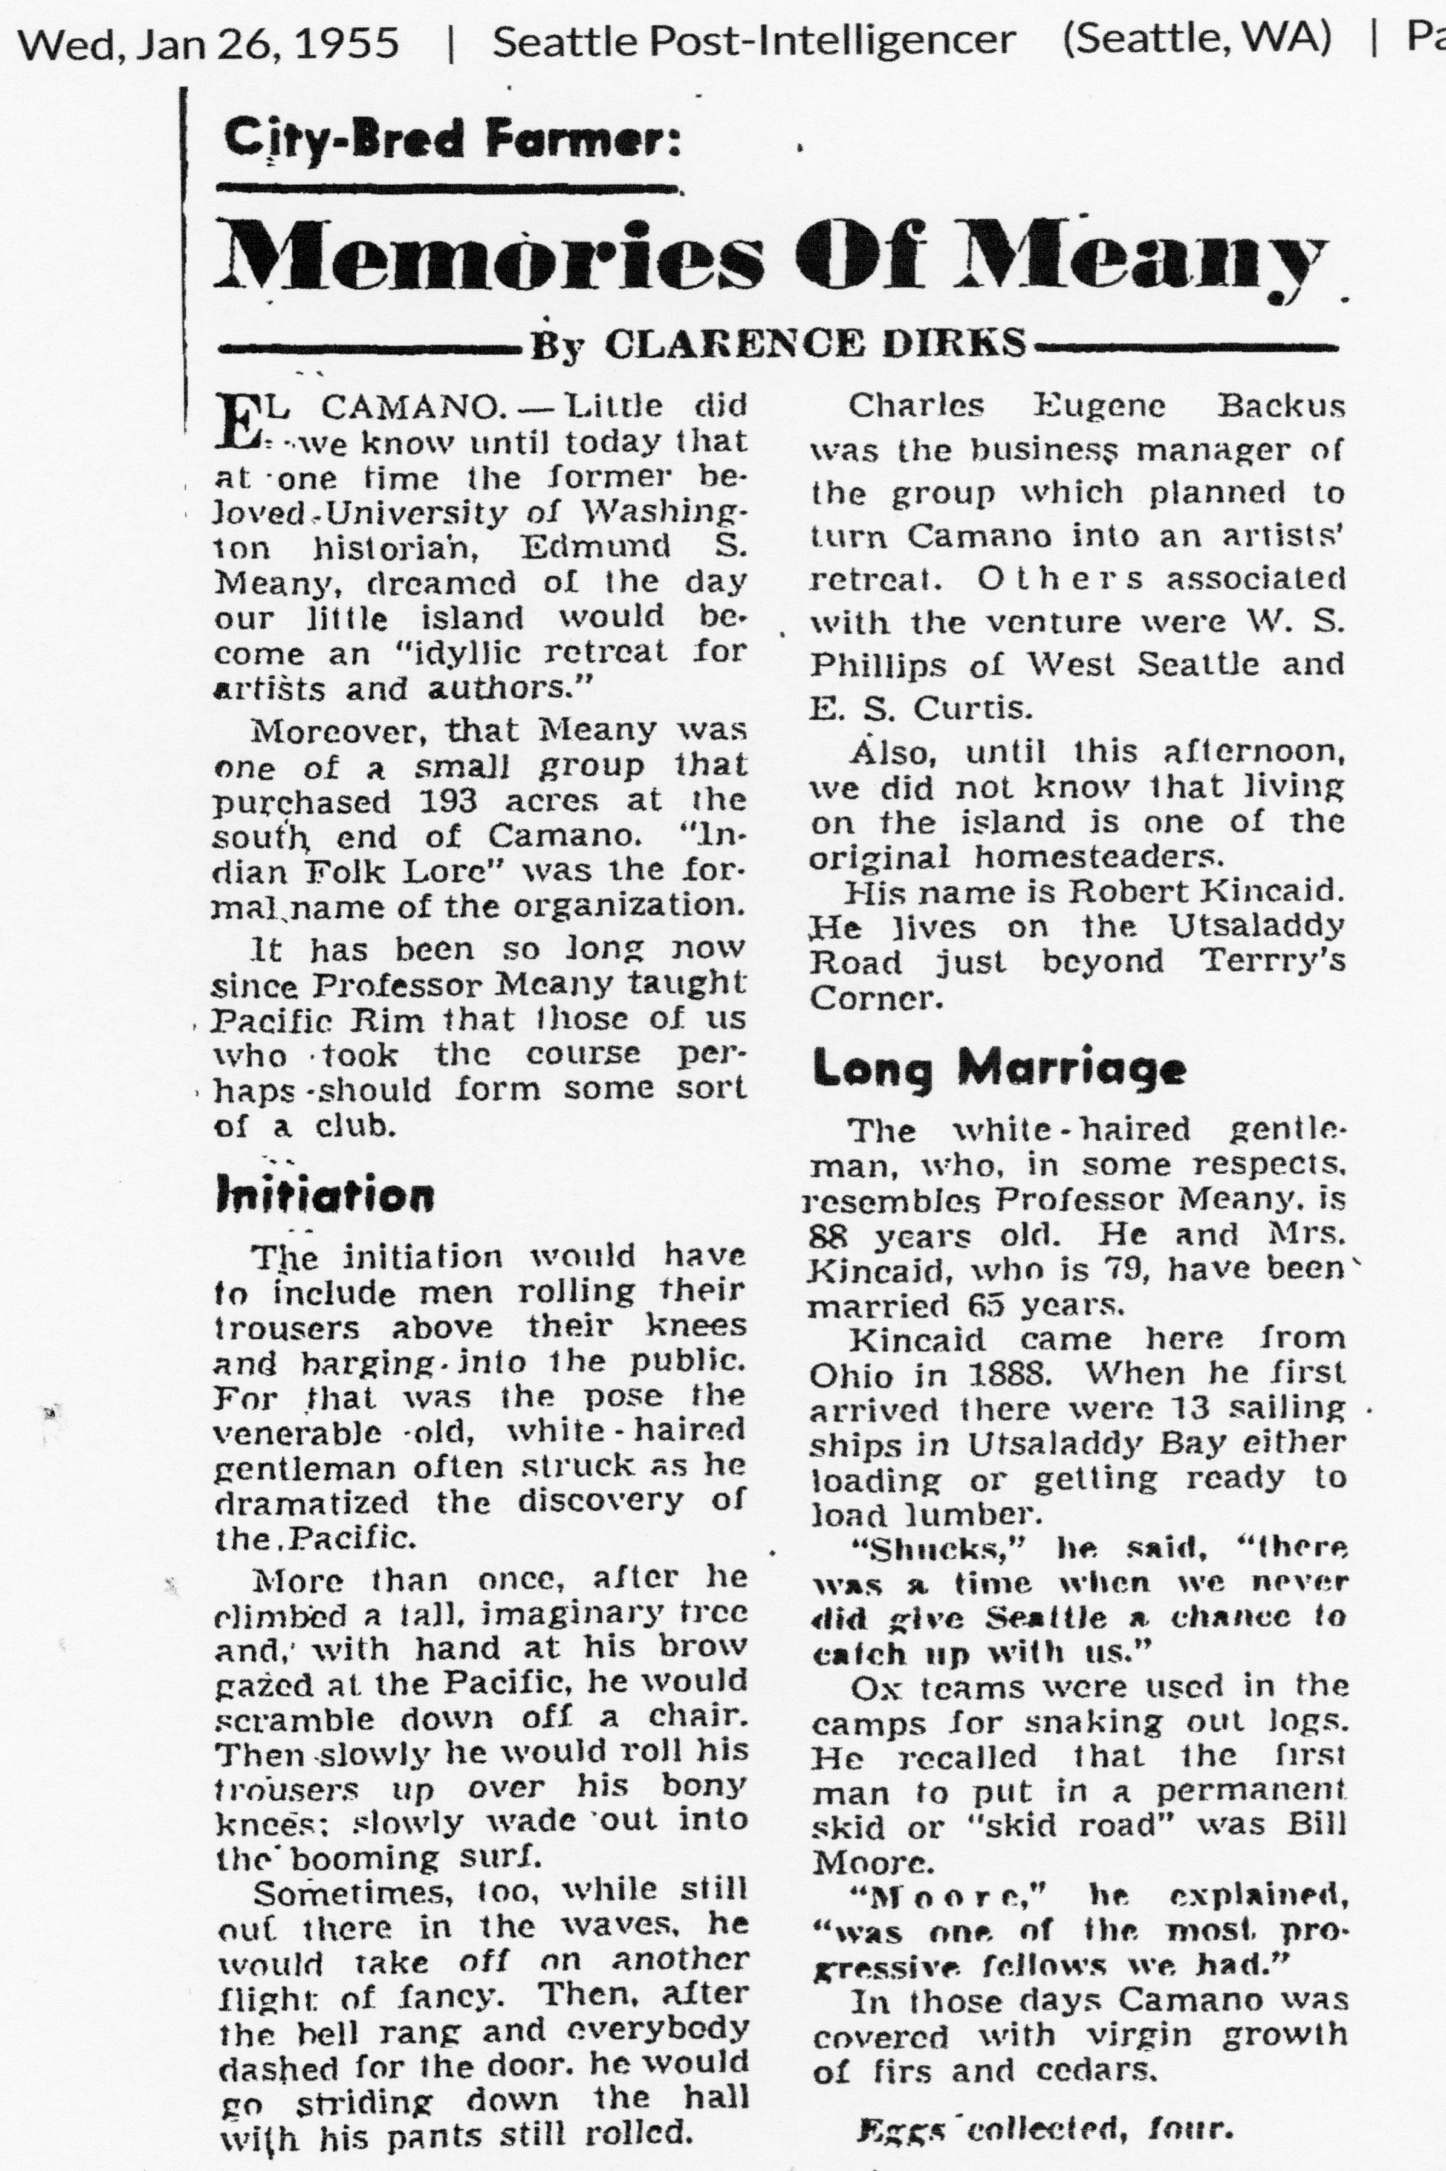 Wed, Jan 26, 1955 | Seattle Post-Intelligencer (Seattle, WA) | Pa
City-Bred Farmer:
Memories Of Meany
By CLARENCE DIRKS
EL CAMANO. — Little did
we know until today that
at one time the former be-
loved University of Washing-
ton historian, Edmund S.
Meany, dreamed of the day
our little island would be-
come an "idyllic retreat for
artists and authors."
Moreover, that Meany was
one of a small group that
purchased 193 acres at the
south end of Camano. "In-
dian Folk Lore" was the for-
mal name of the organization.
It has been so long now
since Professor Meany taught
Pacific Rim that those of us
who took the course per-
haps should form some sort
of a club.
Initiation
The initiation would have
to include men rolling their
trousers above their knees
and barging into the public.
For that was the pose the
venerable old, white-haired
gentleman often struck as he
dramatized the discovery of
the Pacific.
More than once, after he
climbed a tall, imaginary tree
and, with hand at his brow
gazed at the Pacific, he would
scramble down off a chair.
Then slowly he would roll his
trousers up over his bony
knees; slowly wade out into
the booming surf.
Sometimes, too, while still
out there in the waves, he
would take off on another
flight of fancy. Then, after
the bell rang and everybody
dashed for the door, he would
go striding down the hall
with his pants still rolled.
Charles Eugene Backus
was the business manager of
the group which planned to
turn Camano into an artists'
retreat. Others associated
with the venture were W. S.
Phillips of West Seattle and
E. S. Curtis.
Also, until this afternoon,
we did not know that living
on the island is one of the
original homesteaders.
His name is Robert Kincaid.
He lives on the Utsaladdy
Road just beyond Terrry's
Corner.
Long Marriage
The white-haired gentle-
man, who, in some respects,
resembles Professor Meany, is
88 years old. He and Mrs.
Kincaid, who is 79, have been
married 65 years.
Kincaid came here from
Ohio in 1888. When he first
arrived there were 13 sailing
ships in Utsaladdy Bay either
loading or getting ready to
load lumber.
"Shucks," he said, "there
was a time when we never
did give Seattle a chance to
catch up with us."
Ox teams were used in the
camps for snaking out logs.
He recalled that the first
man to put in a permanent
skid or "skid road" was Bill
Moore.
"Moore," he explained,
"was one of the most pro-
gressive fellows we had."
In those days Camano was
covered with virgin growth
of firs and cedars.
Eggs collected, four.